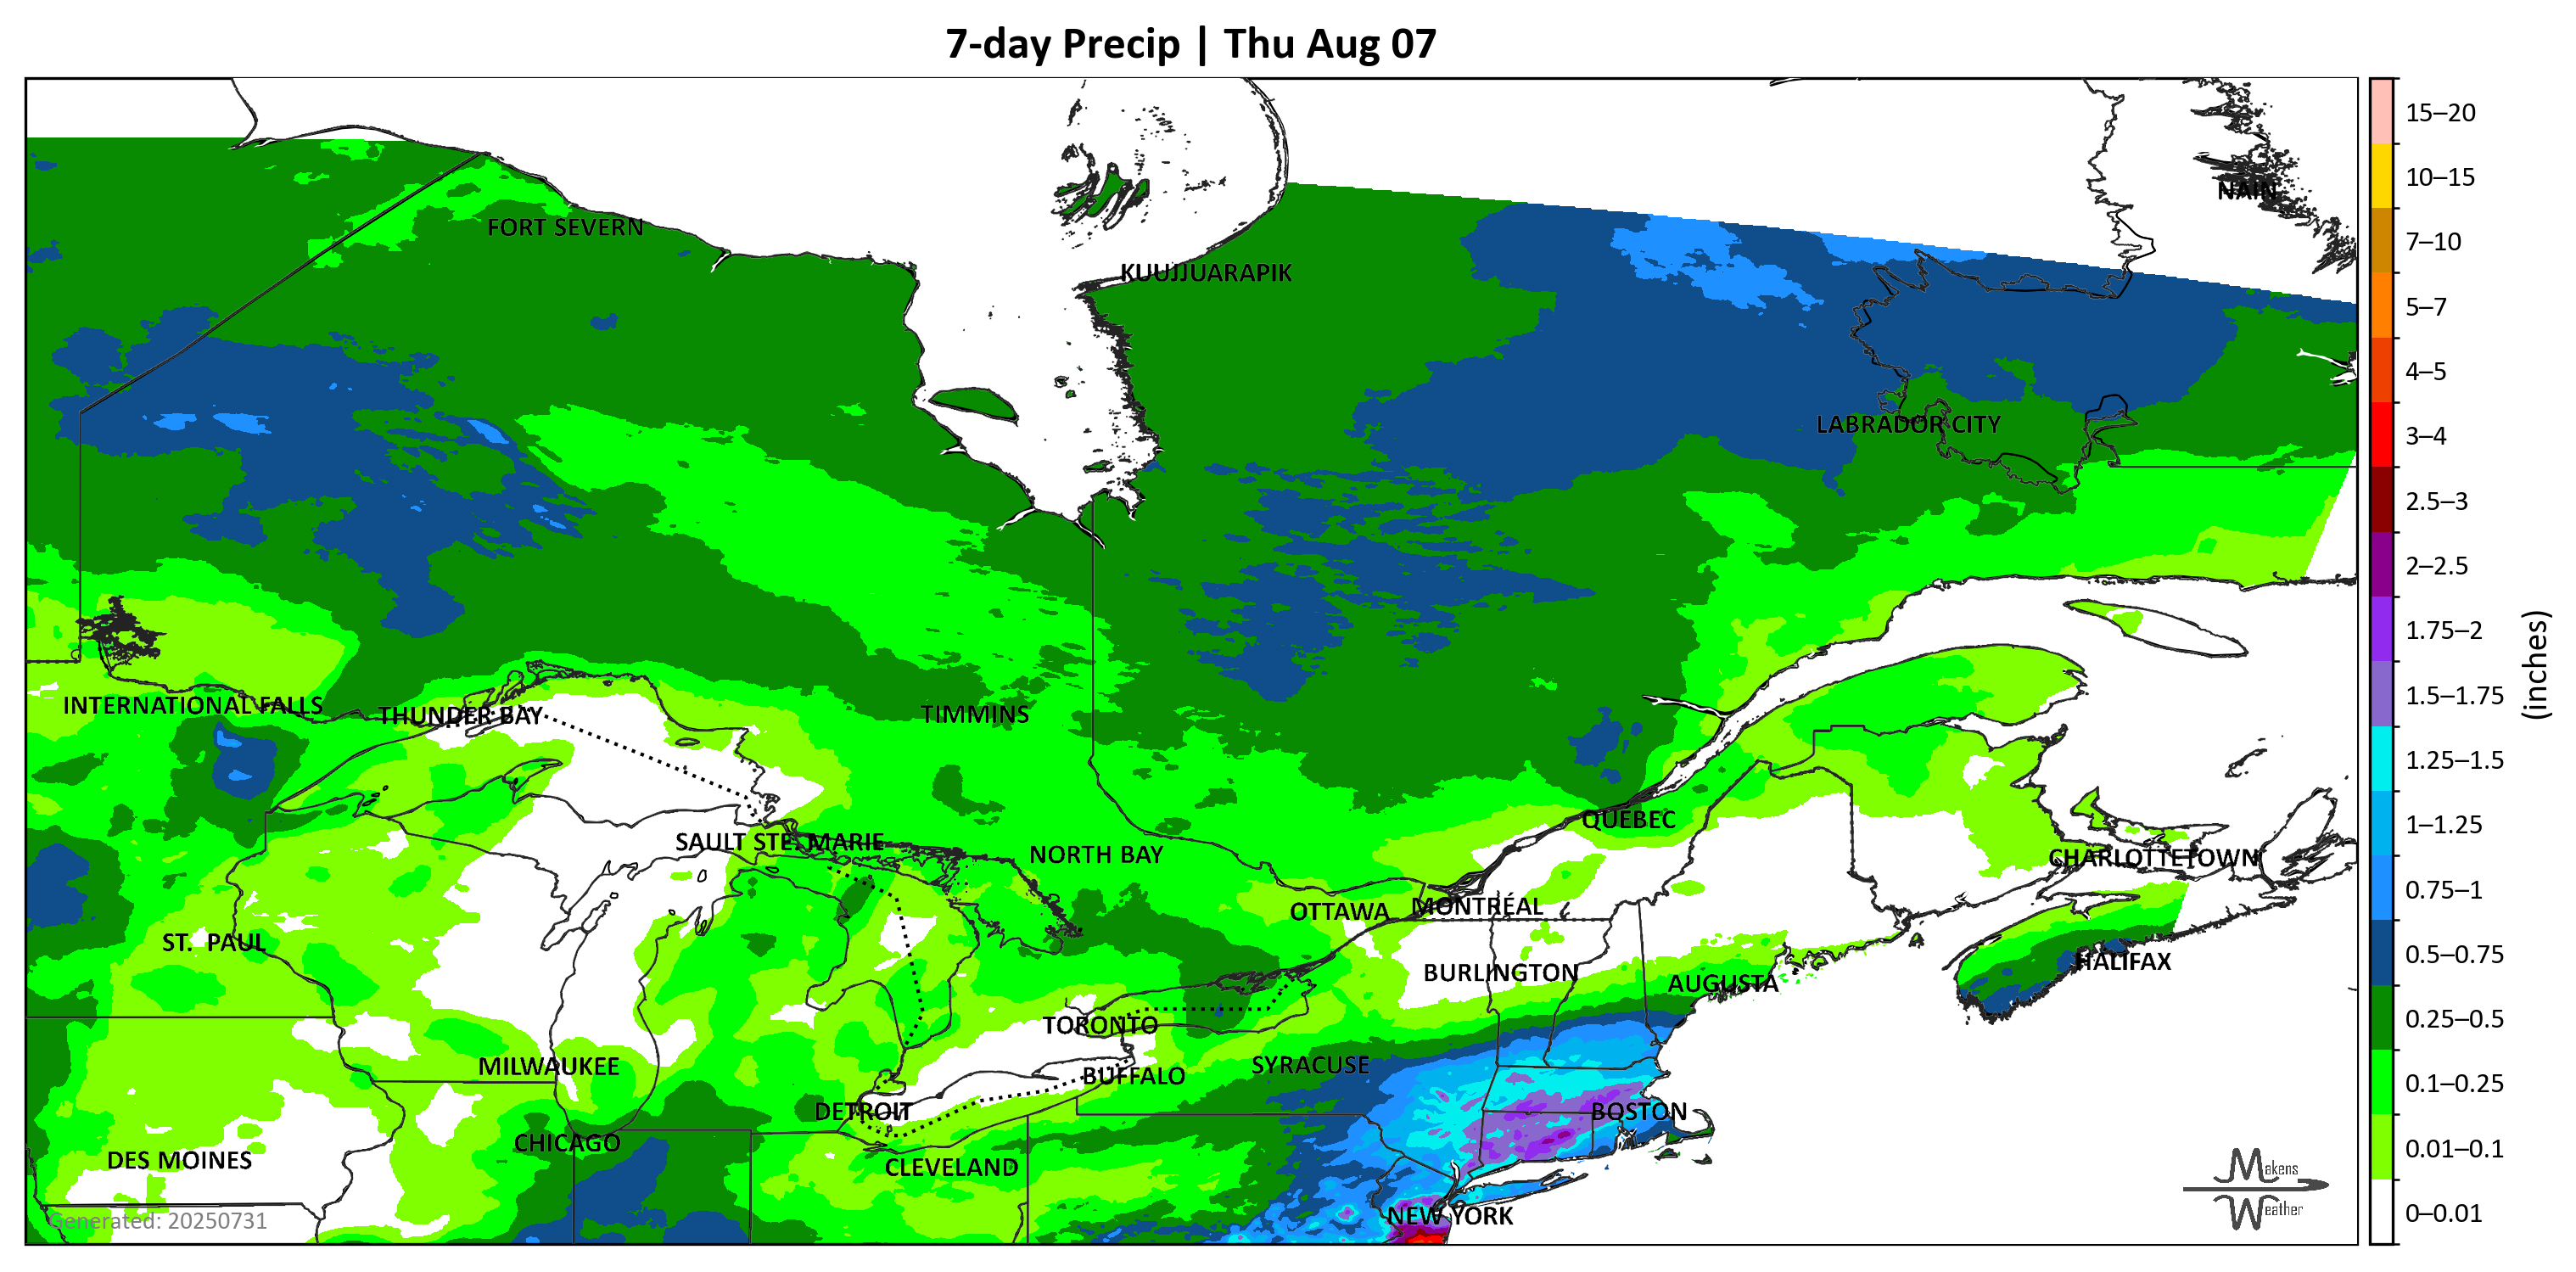 7-day Precip | Thu Aug 07
NAIN
FORT SEVERN
KUUJJUARAPIK
LABRADOR CITY
INTERNATIONAL FALLS
THUNDER BAY
TIMMINS
QUEBEC
SAULT STE. MARIE
NORTH BAY
CHARLOTTETOWN
OTTAWA
MONTRÉAL
ST. PAUL
HALIFAX
BURLINGTON
AUGUSTA
TORONTO
MILWAUKEE
SYRACUSE
BUFFALO
DETROIT
BOSTON
CHICAGO
DES MOINES
CLEVELAND
NEW YORK
Generated: 20250731
Makens
Weather
15–20
10–15
7–10
5–7
4–5
3–4
2.5–3
2–2.5
1.75–2
1.5–1.75
1.25–1.5
1–1.25
0.75–1
0.5–0.75
0.25–0.5
0.1–0.25
0.01–0.1
0–0.01
(inches)